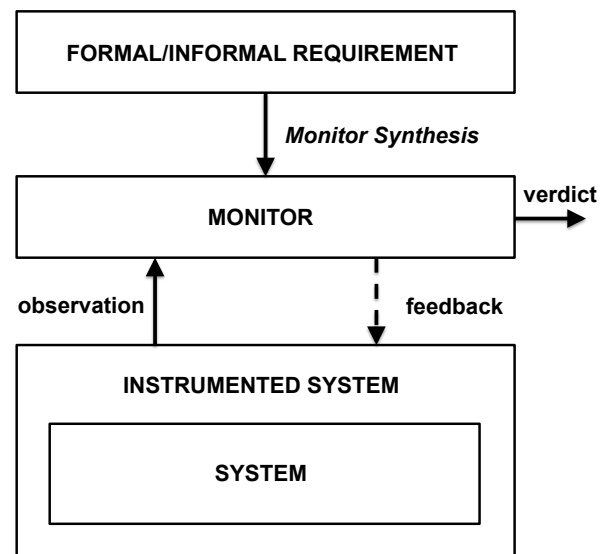 FORMAL/INFORMAL REQUIREMENT
Monitor Synthesis
verdict
MONITOR
observation
feedback
INSTRUMENTED SYSTEM
SYSTEM